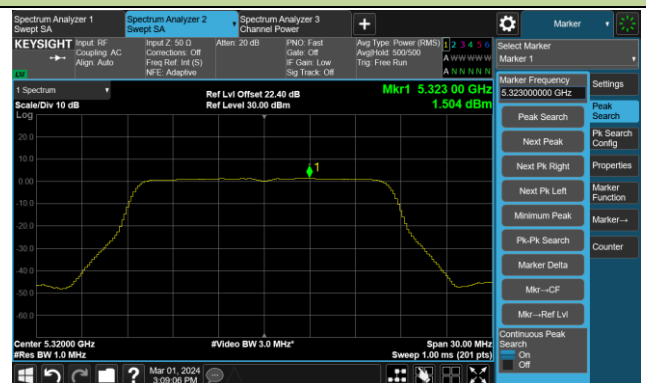 Spectrum Analyzer 1
Swept SA
Spectrum Analyzer 2
Swept SA
Spectrum Analyzer 3
Channel Power
Marker
KEYSIGHT
Input: RF
Coupling: AC
Align: Auto
Input Z: 50 Ω
Corrections: Off
Freq Ref: Int (S)
NFE: Adaptive
Atten: 20 dB
PNO: Fast
Gate: Off
IF Gain: Low
Sig Track: Off
Avg Type: Power (RMS)
Avg|Hold: 500/500
Trig: Free Run
1 2 3 4 5 6
A W W W W W
A N N N N N
Select Marker
Marker 1
1 Spectrum
Scale/Div 10 dB
Log
Ref Lvl Offset 22.40 dB
Ref Level 30.00 dBm
Mkr1 5.323 00 GHz
1.504 dBm
20.0
10.0
0.00
-10.0
-20.0
-30.0
-40.0
-50.0
-60.0
1
Center 5.32000 GHz
#Res BW 1.0 MHz
#Video BW 3.0 MHz*
Span 30.00 MHz
Sweep 1.00 ms (201 pts)
Marker Frequency
5.323000000 GHz
Peak Search
Next Peak
Next Pk Right
Next Pk Left
Minimum Peak
Pk-Pk Search
Marker Delta
Mkr→CF
Mkr→Ref Lvl
Continuous Peak
Search
On
Off
Settings
Peak
Search
Pk Search
Config
Properties
Marker
Function
Marker→
Counter
Mar 01, 2024
3:09:06 PM